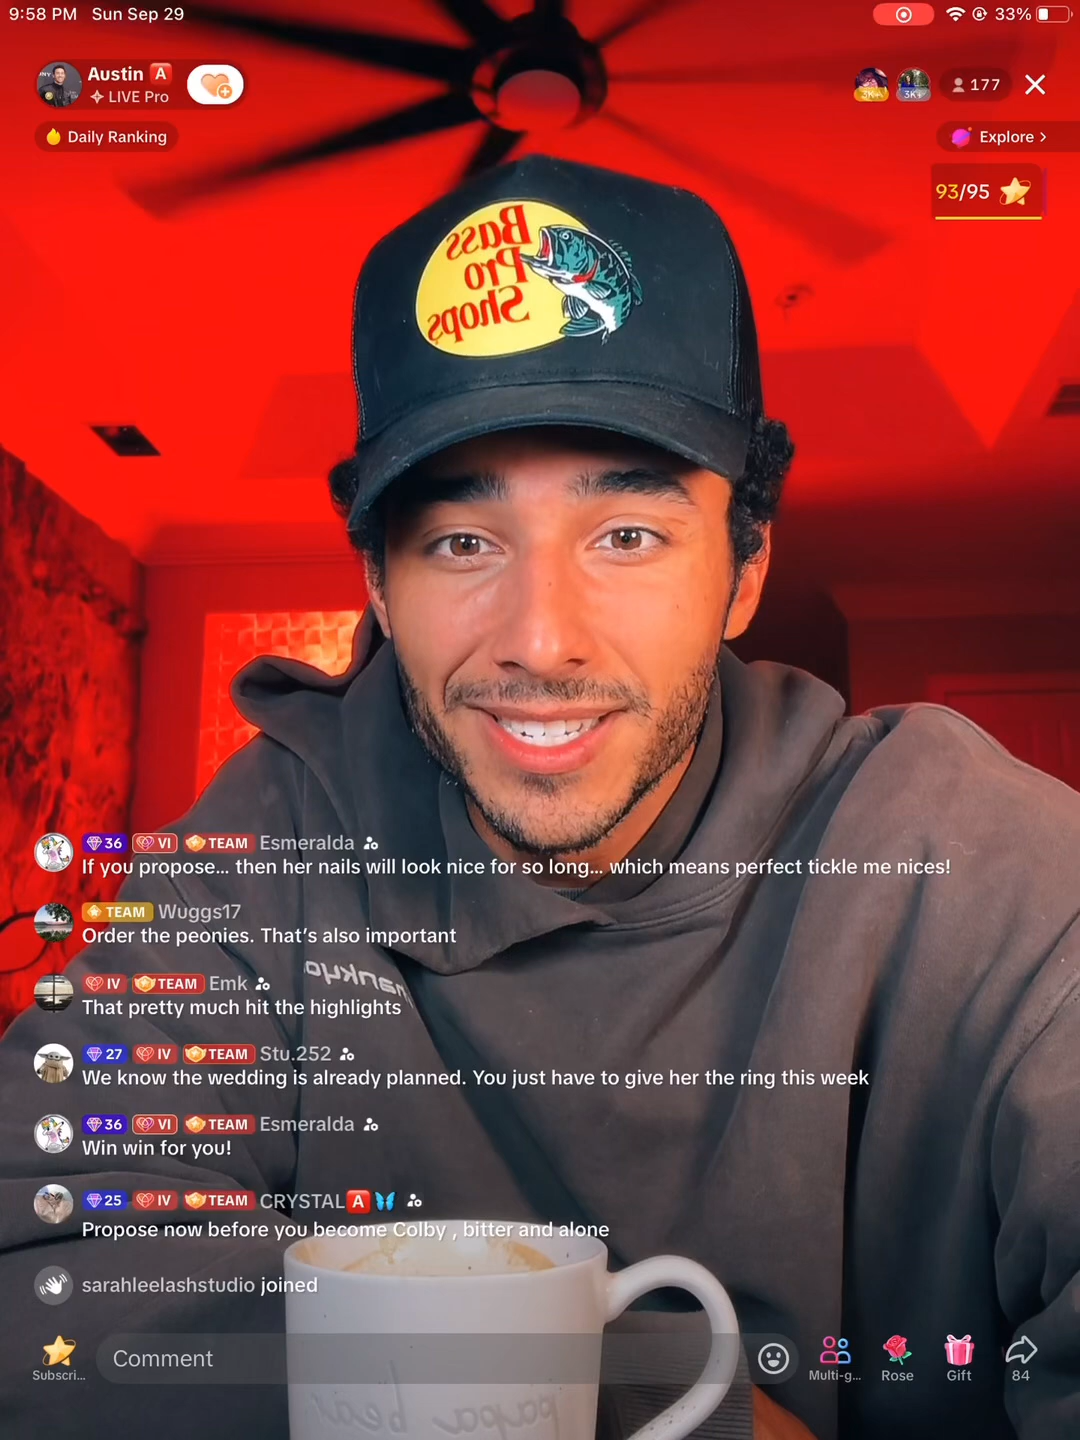 9:58 PM Sun Sep 29
33%
Austin A
LIVE Pro
3K+
3K+
177
Daily Ranking
Explore >
93/95
Bass
Pro
Shops
36 VI TEAM Esmeralda
If you propose... then her nails will look nice for so long... which means perfect tickle me nices!
TEAM Wuggs17
Order the peonies. That's also important
IV TEAM Emk
That pretty much hit the highlights
27 IV TEAM Stu.252
We know the wedding is already planned. You just have to give her the ring this week
36 VI TEAM Esmeralda
Win win for you!
25 IV TEAM CRYSTAL A
Propose now before you become Colby , bitter and alone
sarahleelashstudio joined
papa bear
Subscri...
Comment
Multi-g...
Rose
Gift
84